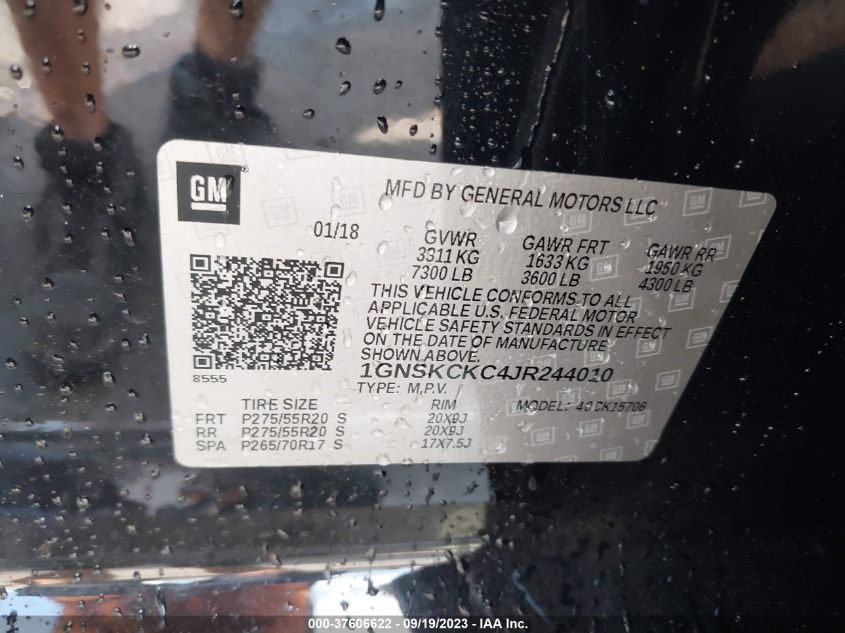 GM
®
MFD BY GENERAL MOTORS LLC
01/18
GVWR GAWR FRT GAWR RR
3311 KG 1633 KG 1950 KG
7300 LB 3600 LB 4300 LB
THIS VEHICLE CONFORMS TO ALL
APPLICABLE U.S. FEDERAL MOTOR
VEHICLE SAFETY STANDARDS IN EFFECT
ON THE DATE OF MANUFACTURE
SHOWN ABOVE.
8555
1GNSKCKC4JR244010
TYPE: M.P.V.
TIRE SIZE RIM MODEL:
FRT P275/55R20 S 20X9J
RR P275/55R20 S 20X9J
SPA P265/70R17 S 17X7.5J
000-37606622 - 09/19/2023 - IAA Inc.